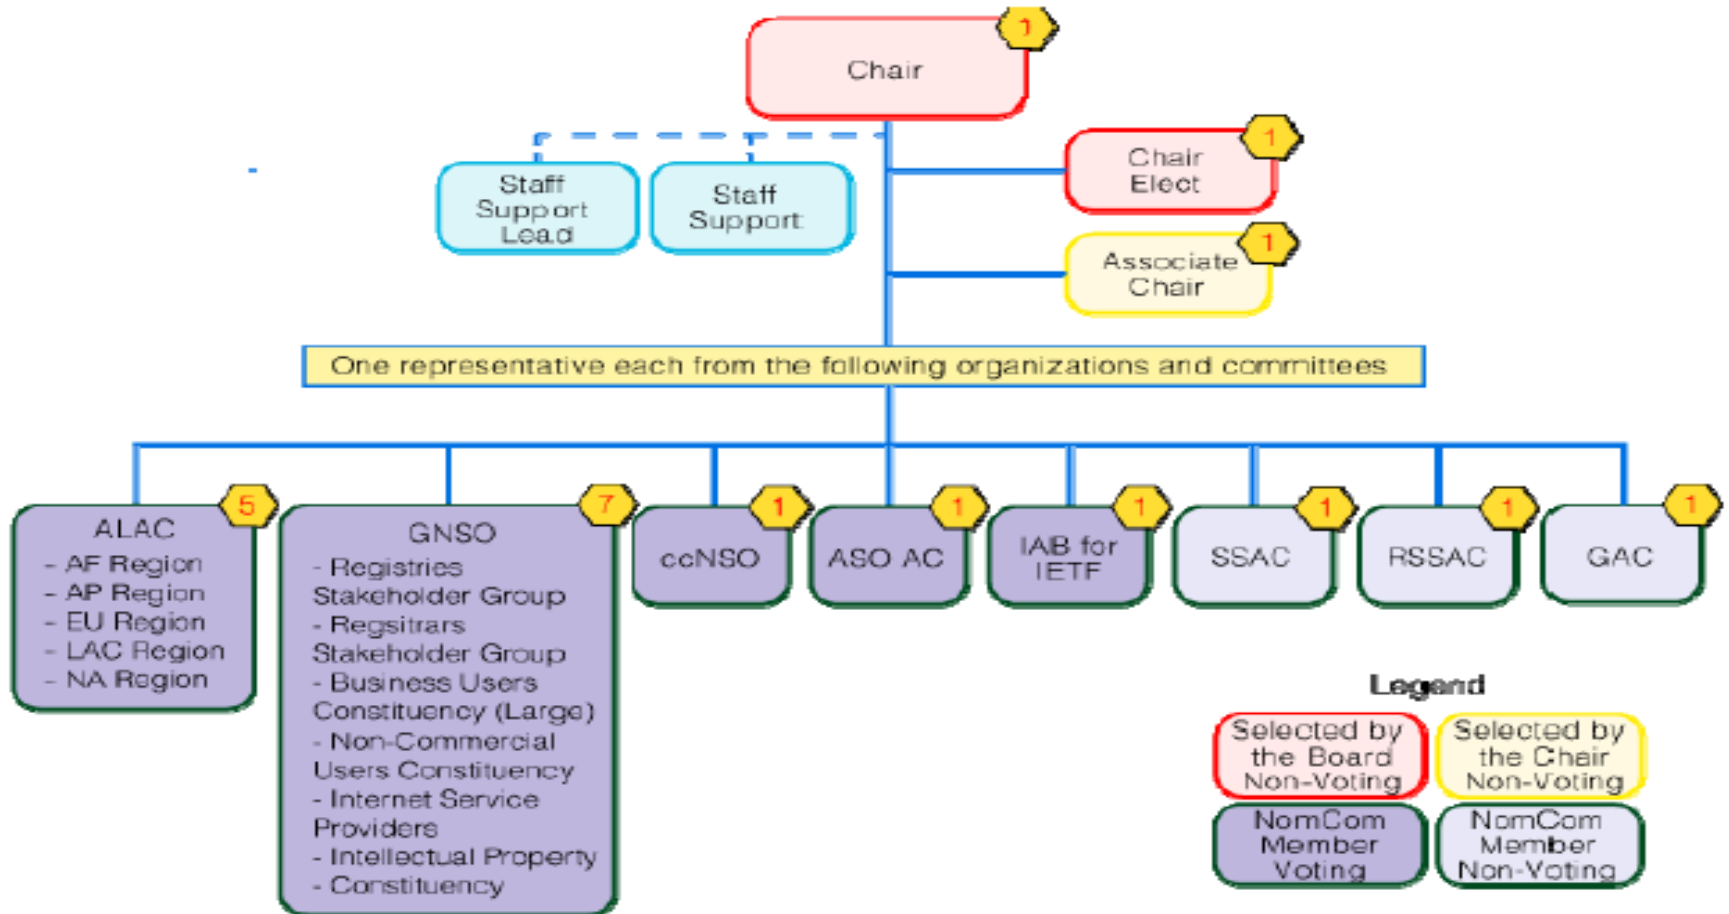 1
Chair
1
Chair
Elect
Staff
Support
Lead
Staff
Support
1
Associate
Chair
One representative each from the following organizations and committees
5
ALAC
- AF Region
- AP Region
- EU Region
- LAC Region
- NA Region
7
GNSO
- Registries
Stakeholder Group
- Regsitrars
Stakeholder Group
- Business Users
Constituency (Large)
- Non-Commercial
Users Constituency
- Internet Service
Providers
- Intellectual Property
- Constituency
1
ccNSO
1
ASO AC
1
IAB for
IETF
1
SSAC
1
RSSAC
1
GAC
Legend
Selected by
the Board
Non-Voting
Selected by
the Chair
Non-Voting
NomCom
Member
Voting
NomCom
Member
Non-Voting